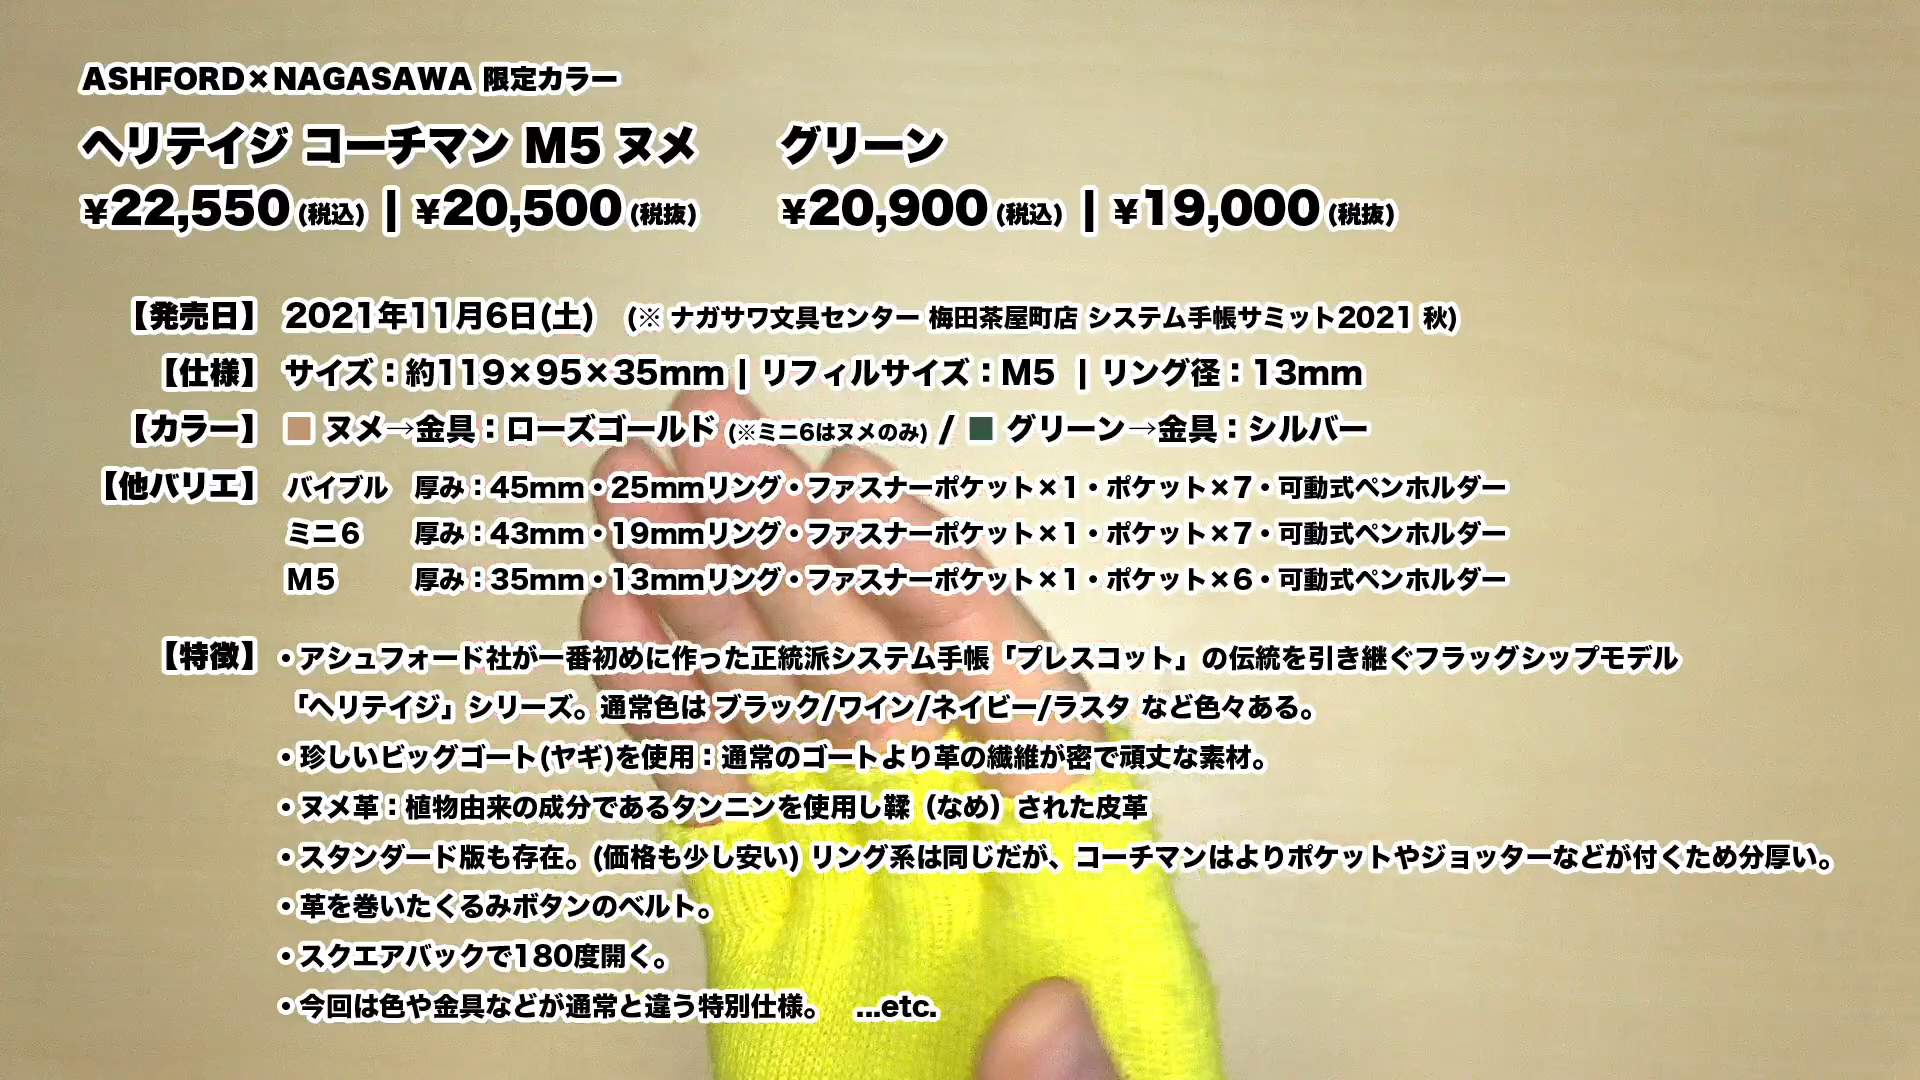 ASHFORD×NAGASAWA 限定カラー
ヘリテイジ コーチマン M5 ヌメ グリーン
¥22,550(税込) | ¥20,500(税抜) ¥20,900(税込) | ¥19,000(税抜)
【発売日】 2021年11月6日(土) (※ ナガサワ文具センター 梅田茶屋町店 システム手帳サミット2021 秋)
【仕様】 サイズ：約119×95×35mm | リフィルサイズ：M5 | リング径：13mm
【カラー】 ■ ヌメ→金具：ローズゴールド (※ミニ6はヌメのみ) / ■ グリーン→金具：シルバー
【他バリエ】 バイブル 厚み：45mm・25mmリング・ファスナーポケット×1・ポケット×7・可動式ペンホルダー
ミニ６ 厚み：43mm・19mmリング・ファスナーポケット×1・ポケット×7・可動式ペンホルダー
M５ 厚み：35mm・13mmリング・ファスナーポケット×1・ポケット×6・可動式ペンホルダー
【特徴】 ・アシュフォード社が一番初めに作った正統派システム手帳「プレスコット」の伝統を引き継ぐフラッグシップモデル
「ヘリテイジ」シリーズ。通常色は ブラック/ワイン/ネイビー/ラスタ など色々ある。
・珍しいビッグゴート(ヤギ)を使用：通常のゴートより革の繊維が密で頑丈な素材。
・ヌメ革：植物由来の成分であるタンニンを使用し鞣（なめ）された皮革
・スタンダード版も存在。(価格も少し安い) リング系は同じだが、コーチマンはよりポケットやジョッターなどが付くため分厚い。
・革を巻いたくるみボタンのベルト。
・スクエアバックで180度開く。
・今回は色や金具などが通常と違う特別仕様。 ...etc.